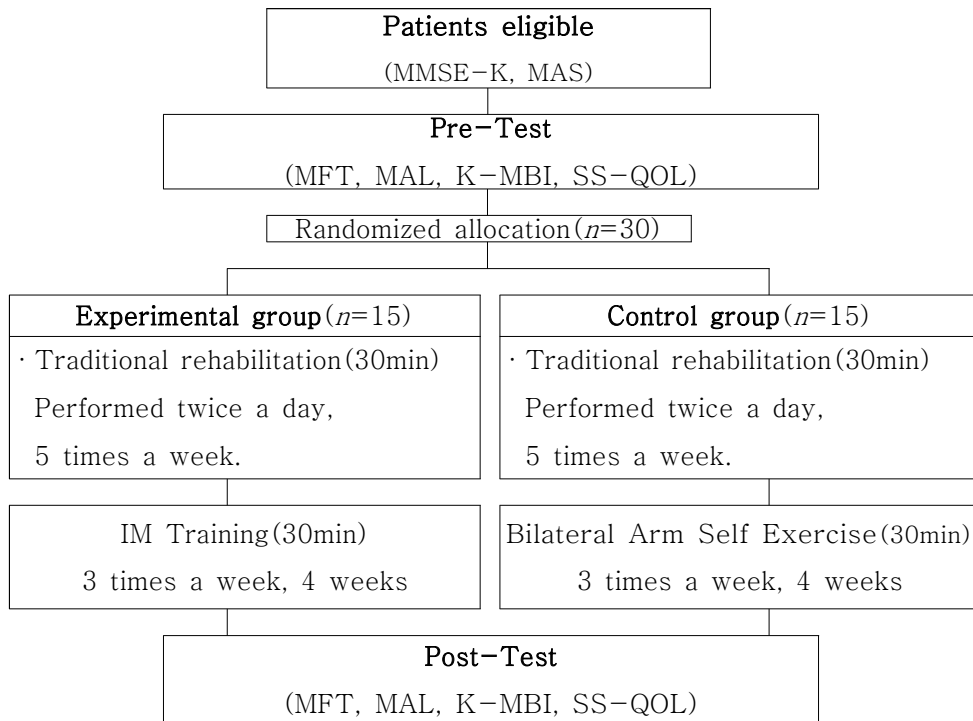 Patients eligible
(MMSE-K, MAS)
Pre-Test
(MFT, MAL, K-MBI, SS-QOL)
Randomized allocation(n=30)
Experimental group(n=15)
· Traditional rehabilitation(30min)
Performed twice a day,
5 times a week.
Control group(n=15)
· Traditional rehabilitation(30min)
Performed twice a day,
5 times a week.
IM Training(30min)
3 times a week, 4 weeks
Bilateral Arm Self Exercise(30min)
3 times a week, 4 weeks
Post-Test
(MFT, MAL, K-MBI, SS-QOL)